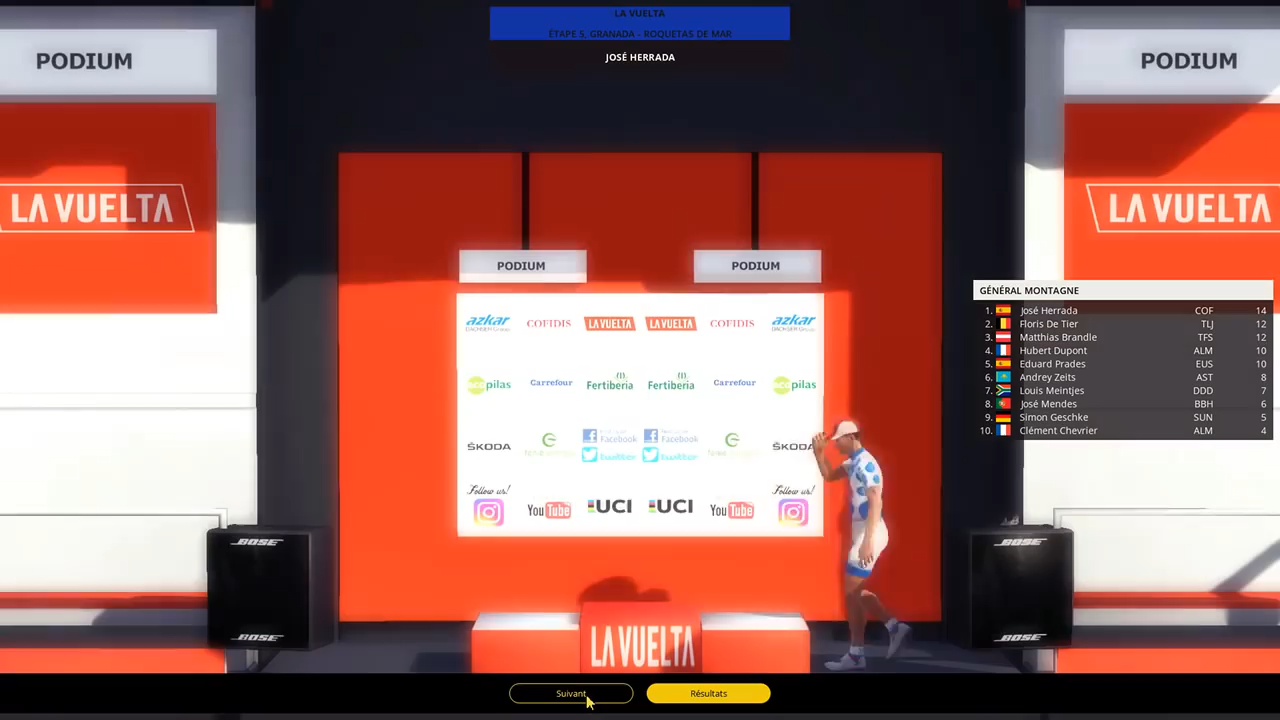 LA VUELTA
ÉTAPE 5, GRANADA - ROQUETAS DE MAR
JOSÉ HERRADA
PODIUM
PODIUM
LA VUELTA
LA VUELTA
PODIUM
PODIUM
GÉNÉRAL MONTAGNE
1. José Herrada COF 14
2. Floris De Tier TLJ 12
3. Matthias Brandle TFS 12
4. Hubert Dupont ALM 10
5. Eduard Prades EUS 10
6. Andrey Zeits AST 8
7. Louis Meintjes DDD 7
8. José Mendes BBH 6
9. Simon Geschke SUN 5
10. Clément Chevrier ALM 4
azkar COFIDIS LA VUELTA LA VUELTA COFIDIS azkar
DACHSER Group DACHSER Group
pilas Carrefour Fertiberia Fertiberia Carrefour pilas
ŠKODA Facebook Facebook ŠKODA
twitter twitter
Follow us! Follow us!
YouTube UCI UCI YouTube
BOSE BOSE
BOSE BOSE
LA VUELTA
Suivant Résultats